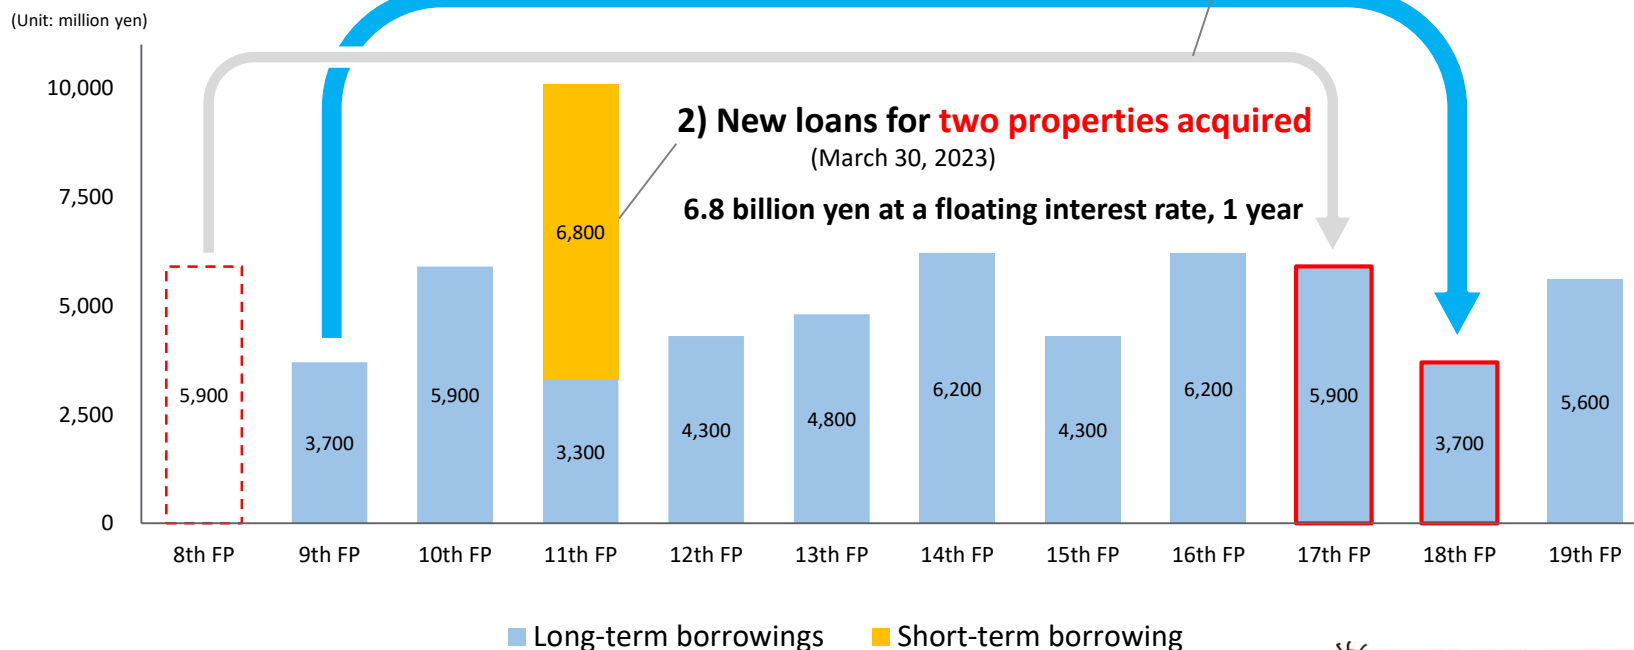 (Unit: million yen)
10,000
7,500
5,000
2,500
0
2) New loans for two properties acquired
(March 30, 2023)
6.8 billion yen at a floating interest rate, 1 year
5,900
3,700
5,900
6,800
3,300
4,300
4,800
6,200
4,300
6,200
5,900
3,700
5,600
8th FP
9th FP
10th FP
11th FP
12th FP
13th FP
14th FP
15th FP
16th FP
17th FP
18th FP
19th FP
Long-term borrowings
Short-term borrowing